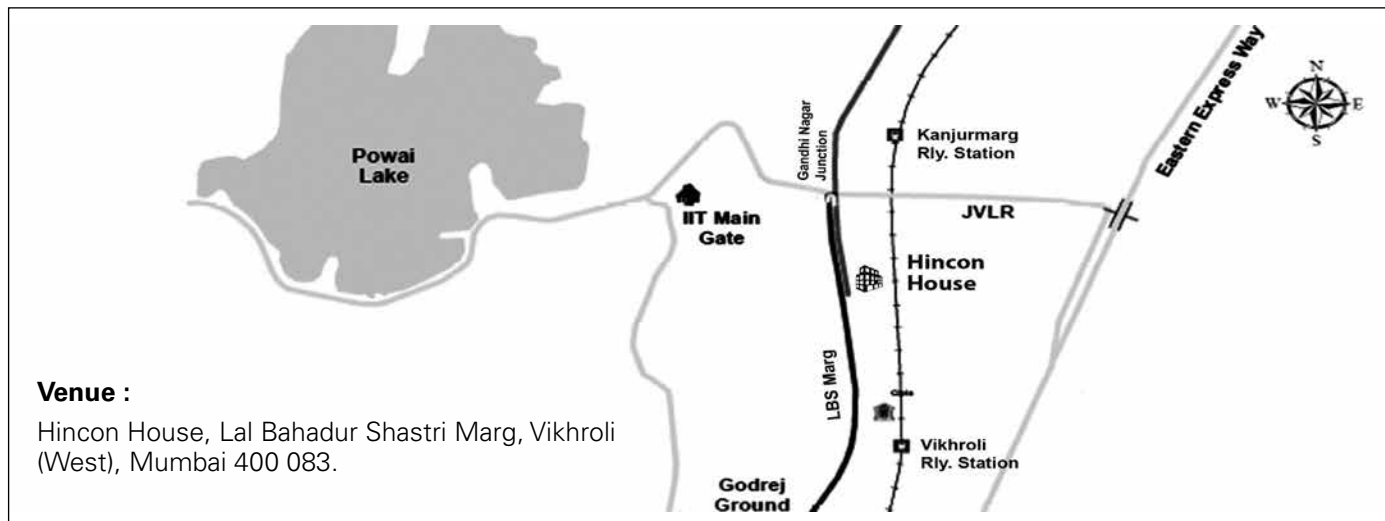 Powai
Lake
IIT Main
Gate
Gandhi Nagar
Junction
Kanjurmarg
Rly. Station
Eastern Express Way
N
W
E
S
JVLR
Hincon
House
LBS Marg
Vikhroli
Rly. Station
Godrej
Ground
Venue :
Hincon House, Lal Bahadur Shastri Marg, Vikhroli
(West), Mumbai 400 083.